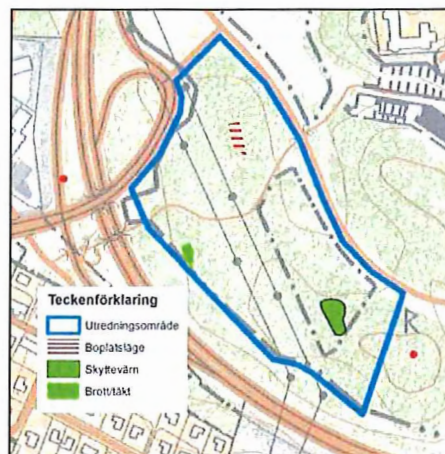 Teckenförklaring
Utredningsområde
Boplatsläge
Skyttevärn
Brott/täkt